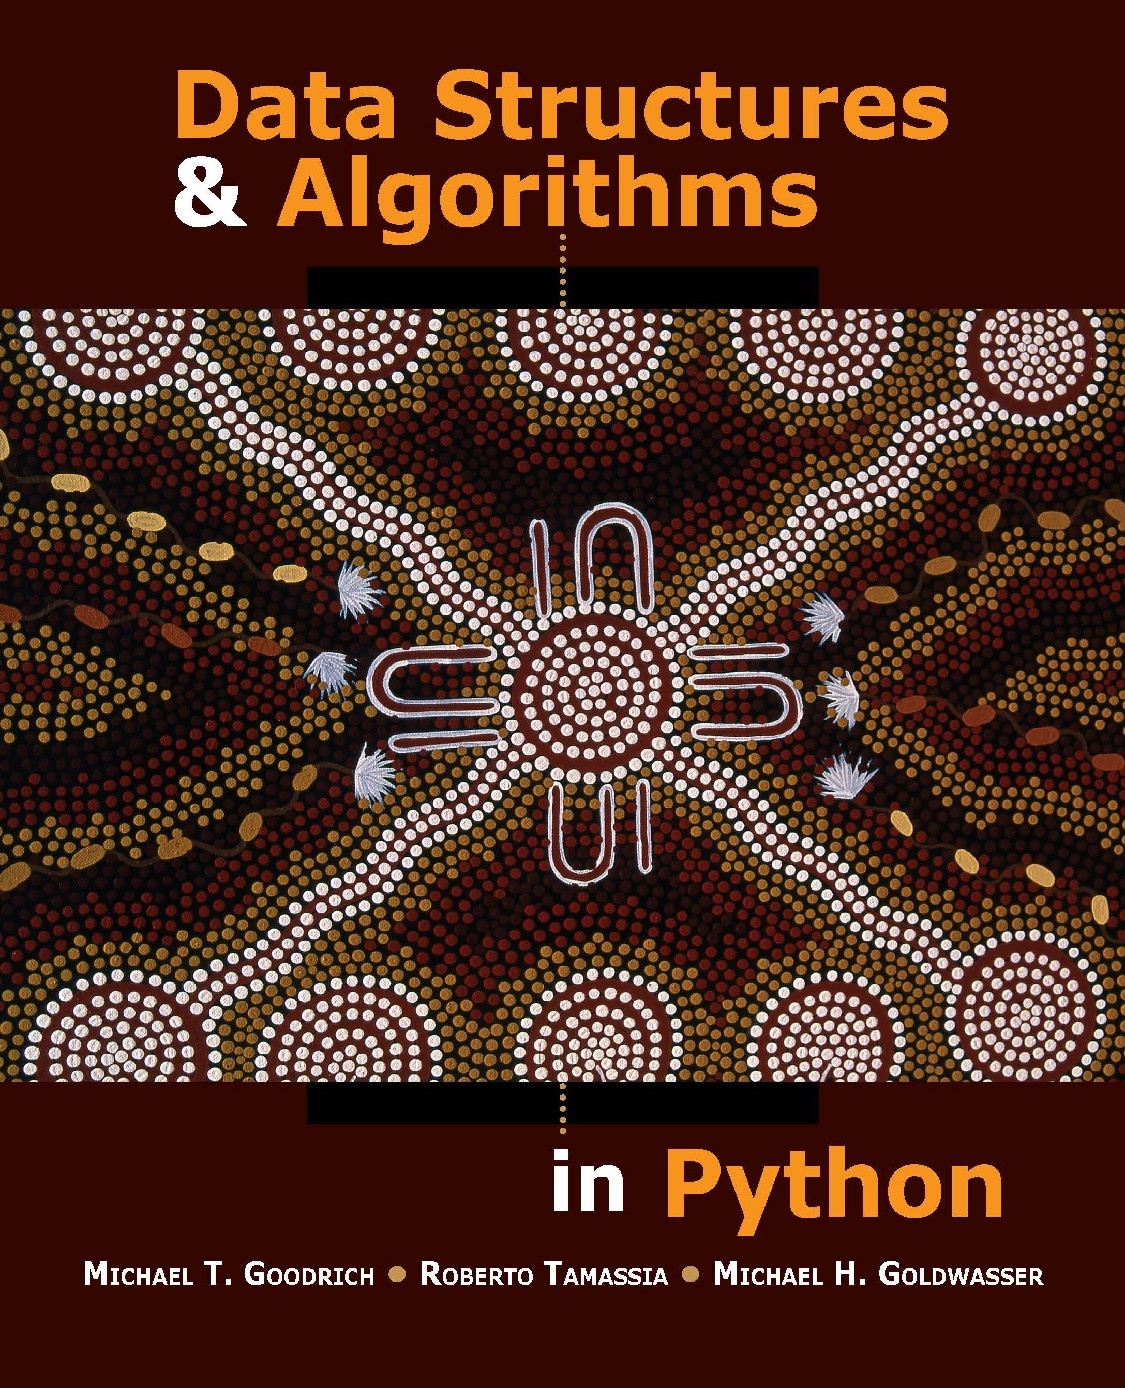 Data Structures
& Algorithms
in Python
Michael T. Goodrich • Roberto Tamassia • Michael H. Goldwasser